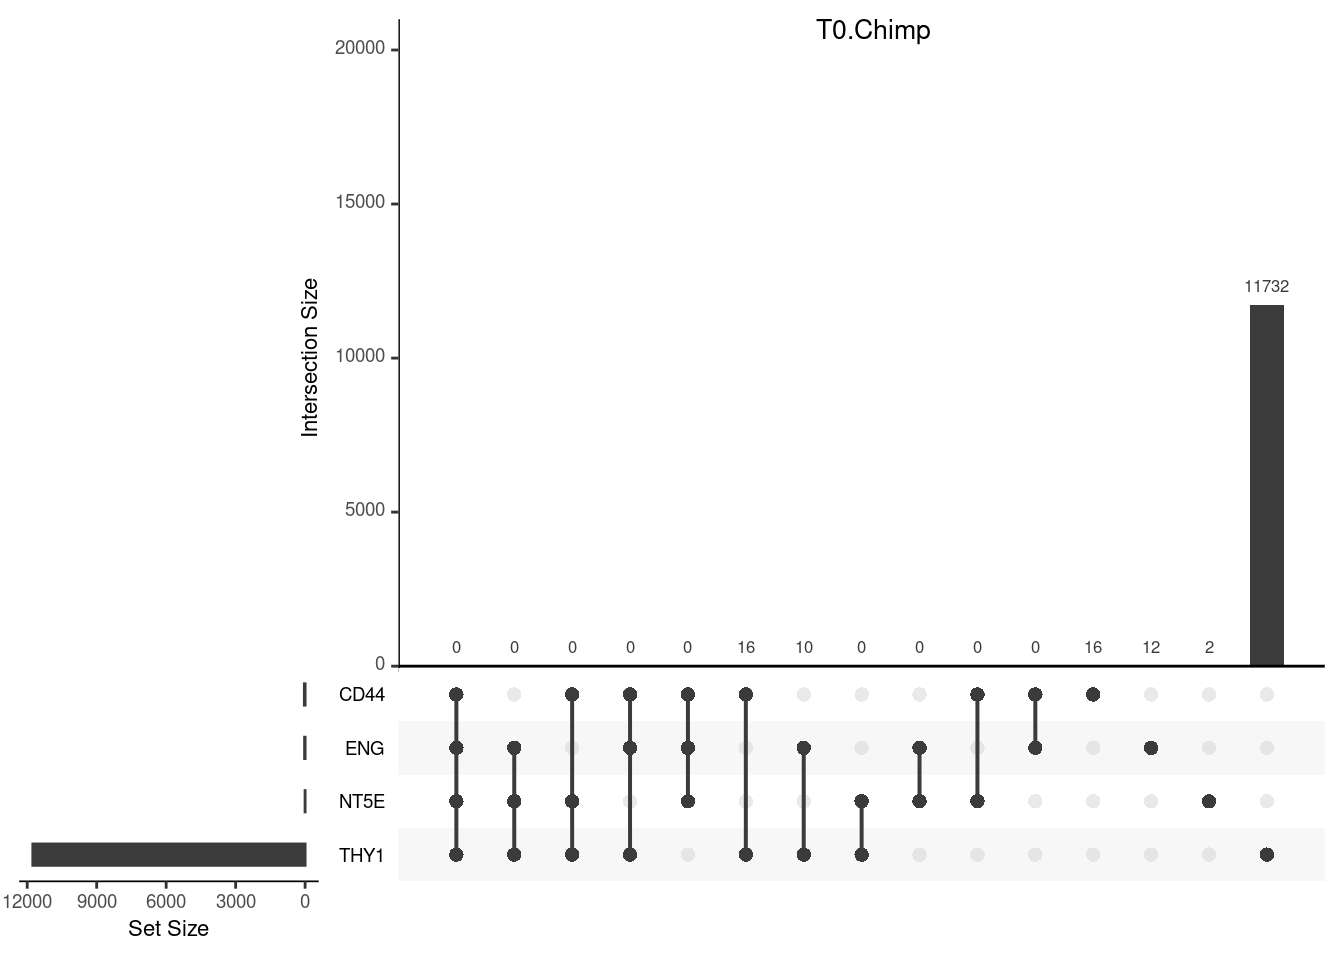 T0.Chimp
20000
15000
10000
5000
0
Intersection Size
11732
0 0 0 0 0 16 10 0 0 0 0 16 12 2
CD44
ENG
NT5E
THY1
12000 9000 6000 3000 0
Set Size